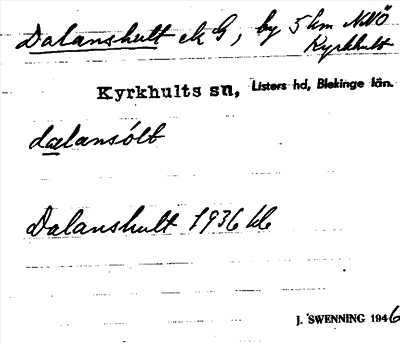 Dalanshult ek G, by 5 km NNÖ
Kyrkhult
Kyrkhults sn, Listers hd, Blekinge län.
dalansólt
Dalanshult 1936 kb
J. SWENNING 1946